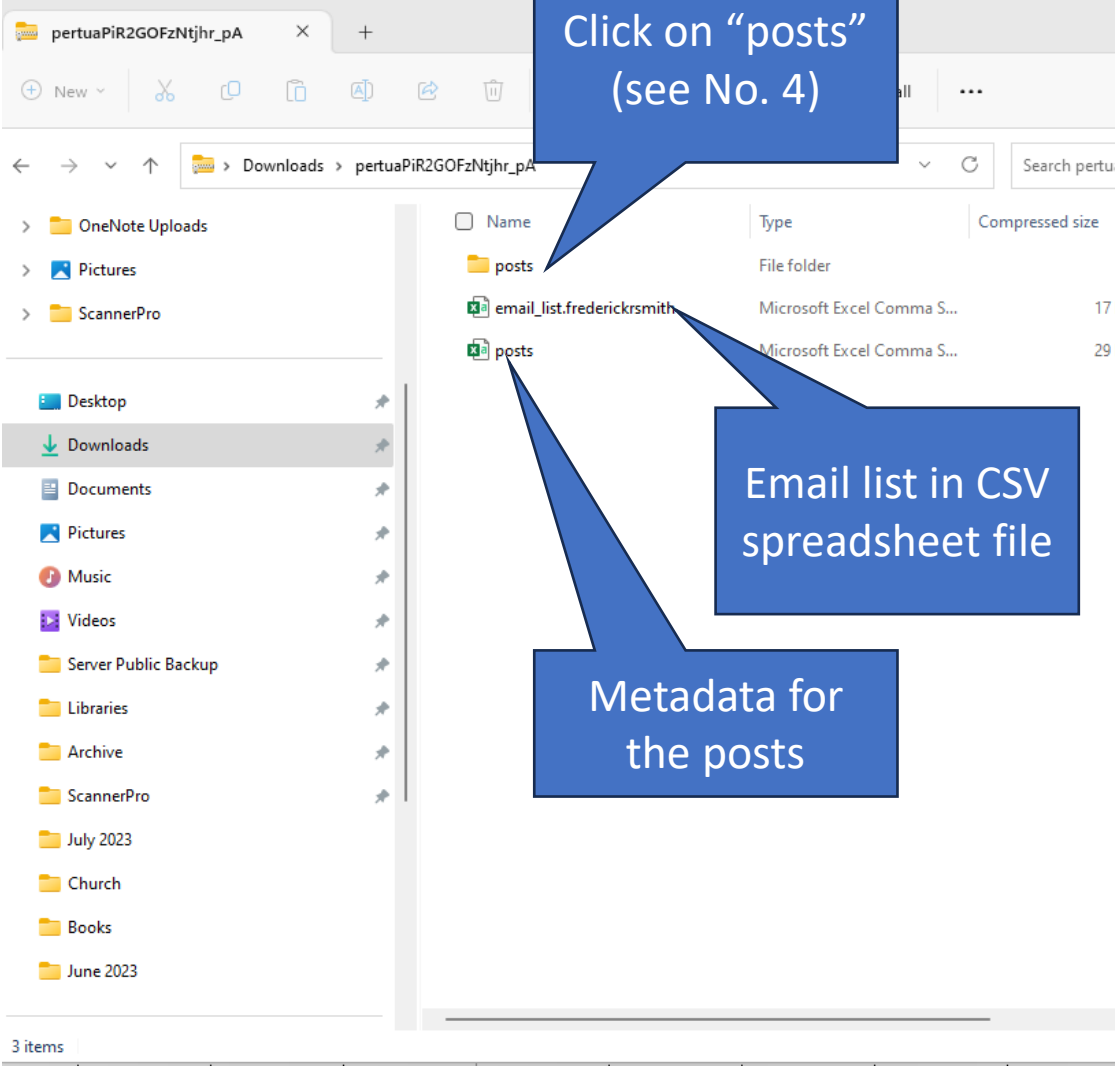 pertuaPiR2GOFzNtjhr_pA
Click on “posts”
(see No. 4)
New
all
Downloads > pertuaPiR2GOFzNtjhr_pA
Search pertu
OneNote Uploads
Pictures
ScannerPro
Desktop
Downloads
Documents
Pictures
Music
Videos
Server Public Backup
Libraries
Archive
ScannerPro
July 2023
Church
Books
June 2023
Name Type Compressed size
posts File folder
email_list.frederickrsmith Microsoft Excel Comma S... 17
posts Microsoft Excel Comma S... 29
Email list in CSV
spreadsheet file
Metadata for
the posts
3 items